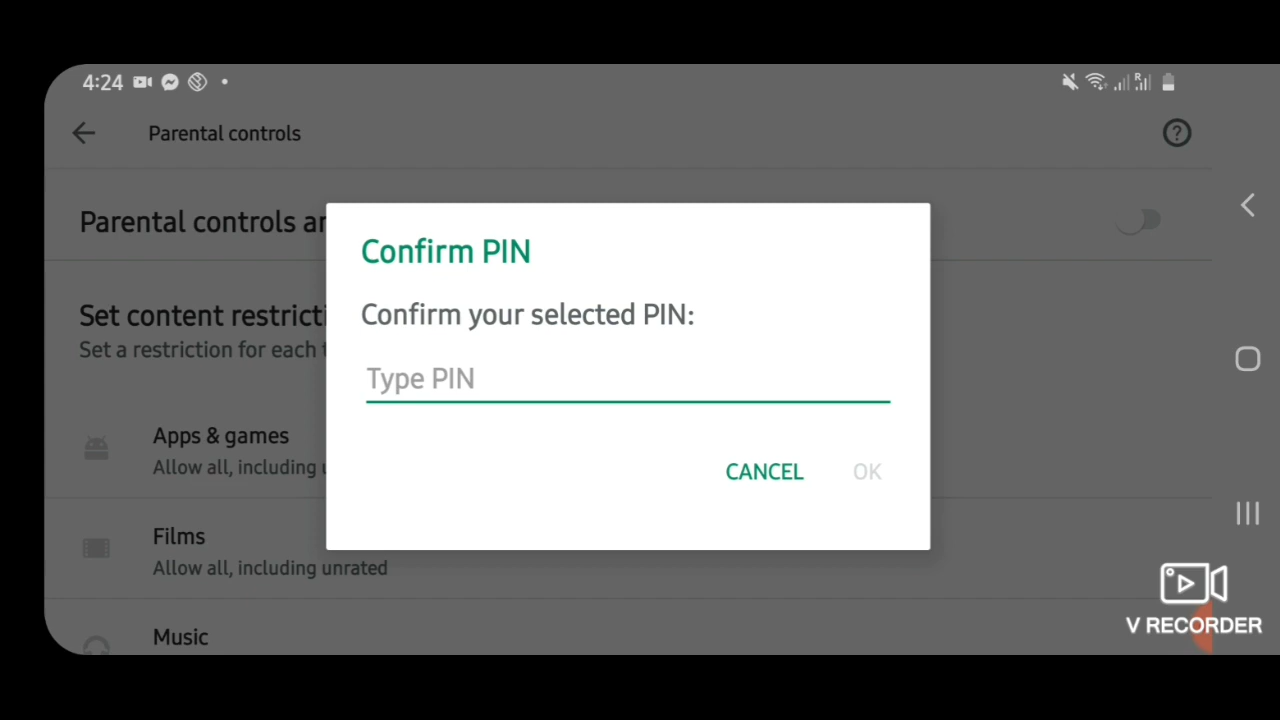 4:24
Parental controls
Parental controls ar
Confirm PIN
Confirm your selected PIN:
Type PIN
CANCEL OK
Set content restricti
Set a restriction for each t
Apps & games
Allow all, including u
Films
Allow all, including unrated
Music
V RECORDER